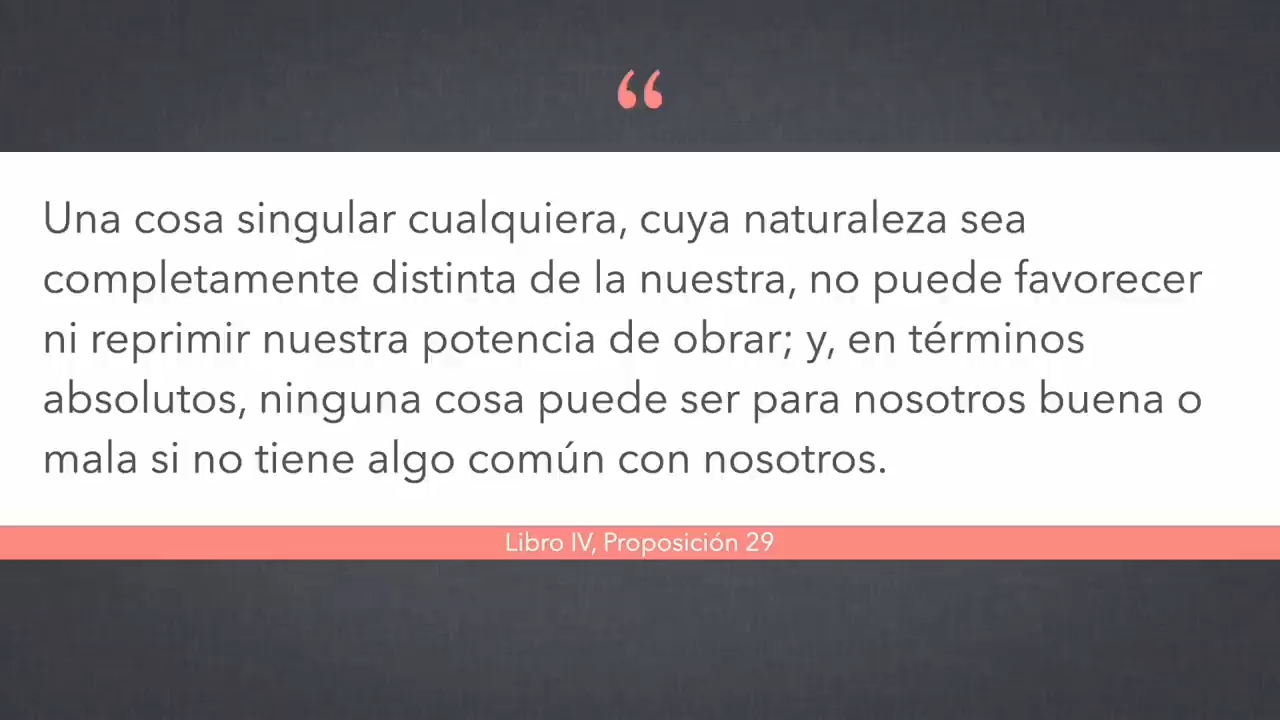 “
Una cosa singular cualquiera, cuya naturaleza sea
completamente distinta de la nuestra, no puede favorecer
ni reprimir nuestra potencia de obrar; y, en términos
absolutos, ninguna cosa puede ser para nosotros buena o
mala si no tiene algo común con nosotros.
Libro IV, Proposición 29